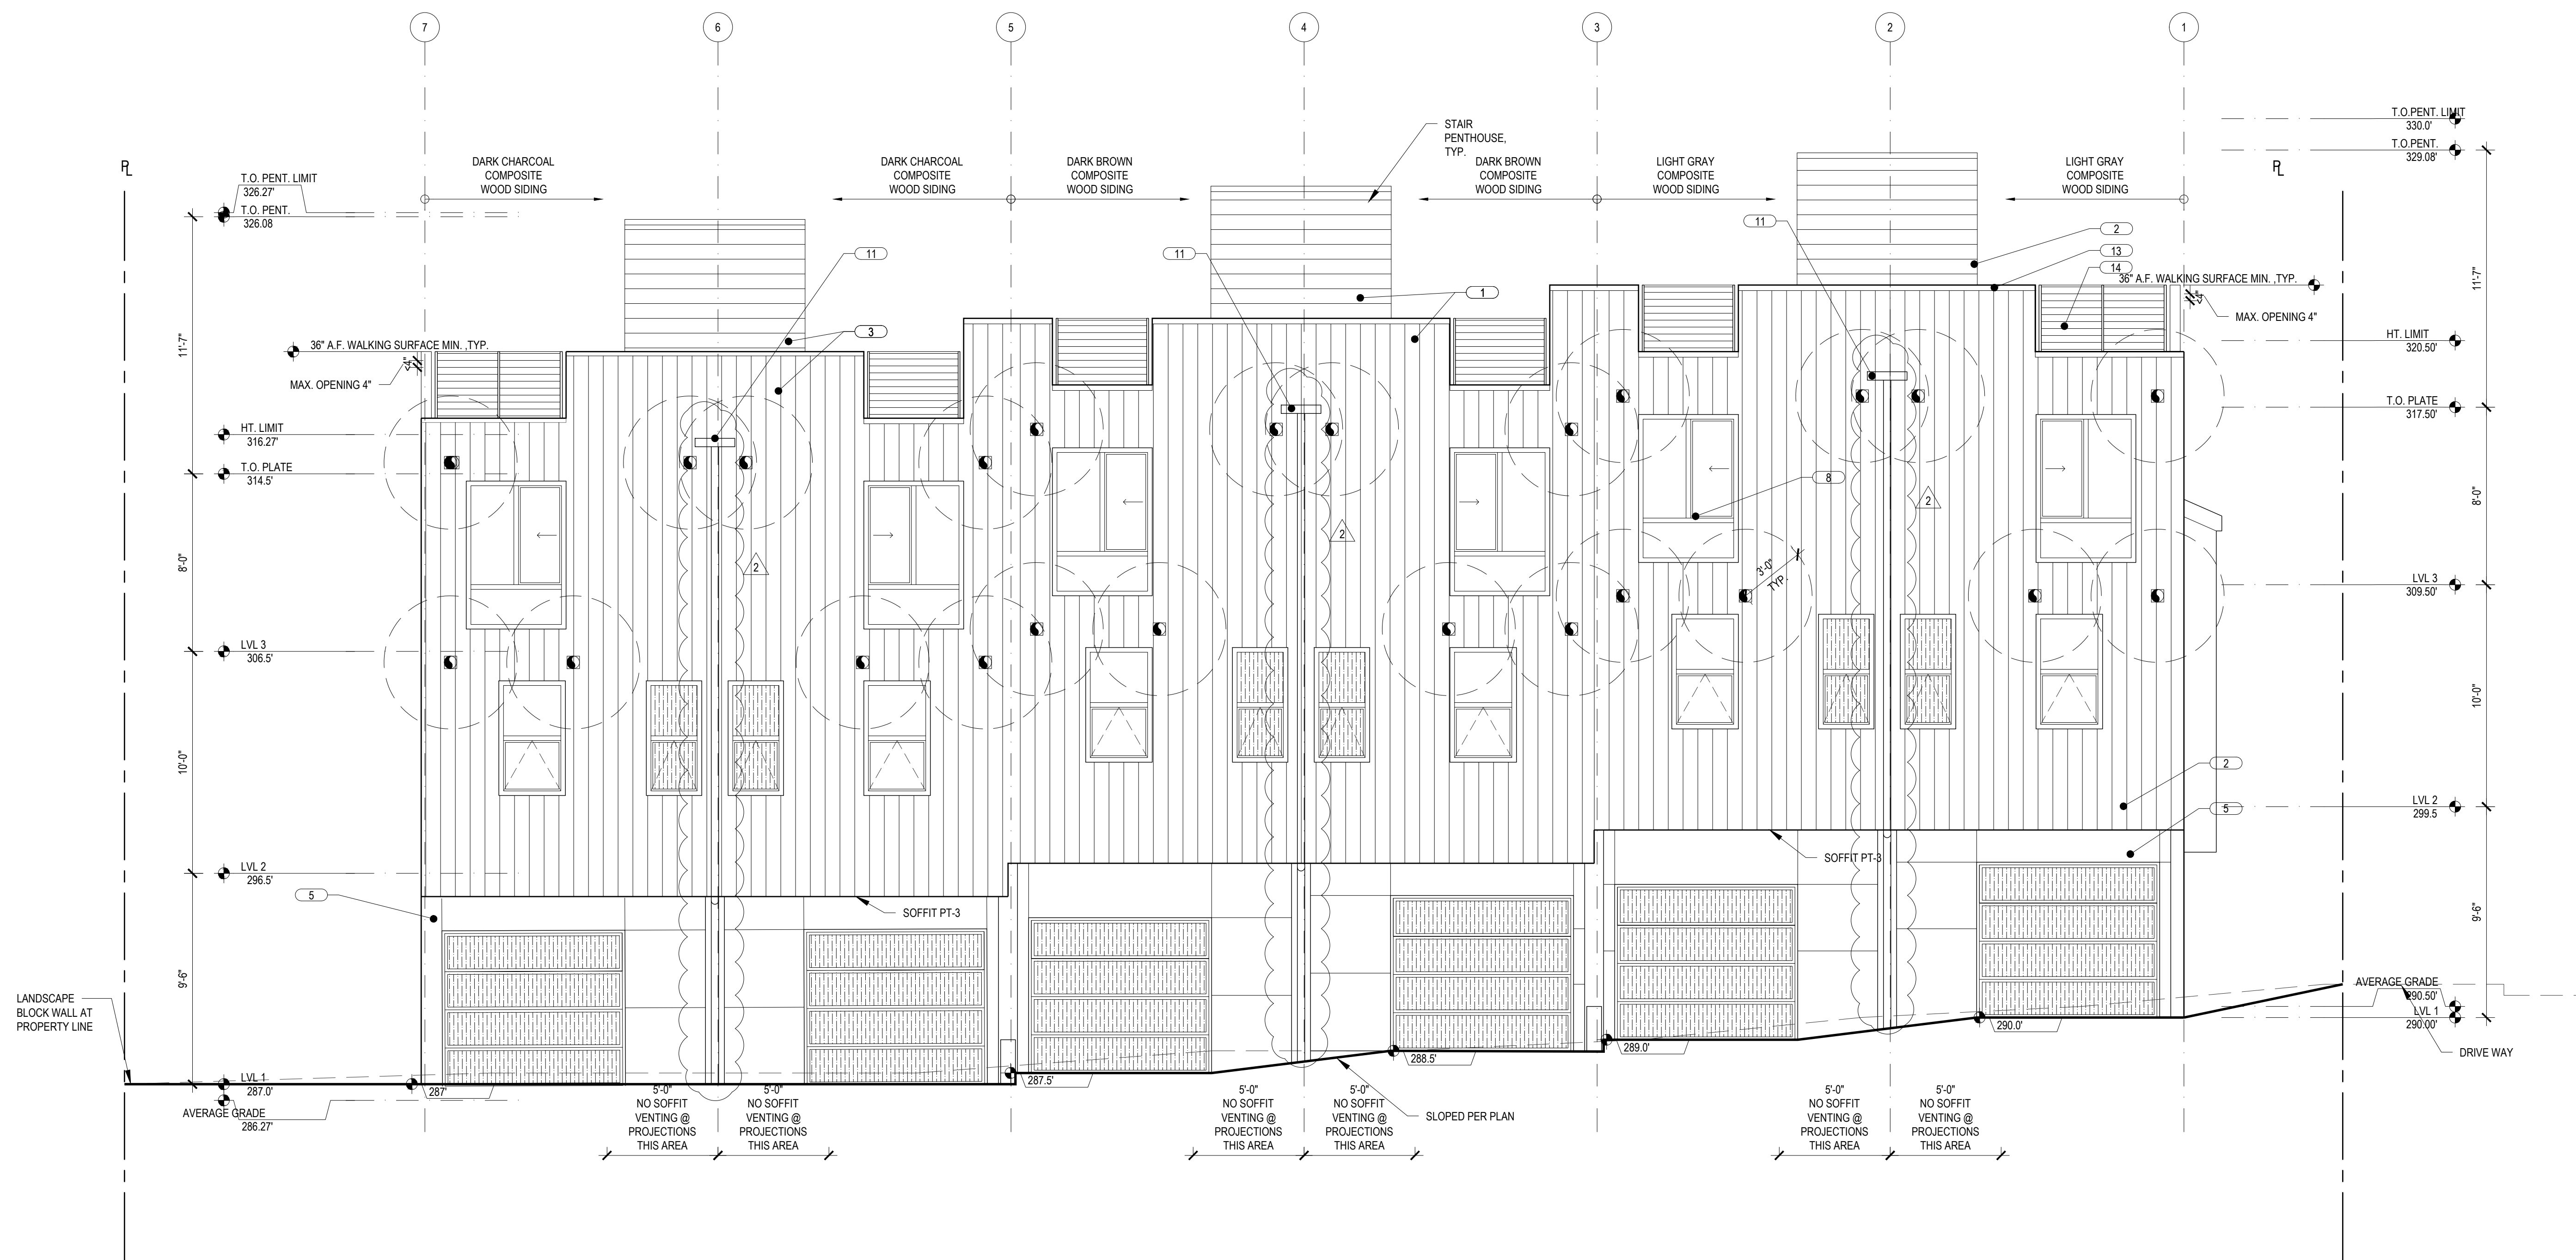 7
6
5
4
3
2
1
STAIR
PENTHOUSE,
TYP.
T.O.PENT. LIMIT
330.0'
T.O.PENT.
329.08'
PL
DARK CHARCOAL
COMPOSITE
WOOD SIDING
DARK CHARCOAL
COMPOSITE
WOOD SIDING
DARK BROWN
COMPOSITE
WOOD SIDING
DARK BROWN
COMPOSITE
WOOD SIDING
LIGHT GRAY
COMPOSITE
WOOD SIDING
LIGHT GRAY
COMPOSITE
WOOD SIDING
PL
T.O. PENT. LIMIT
326.27'
T.O. PENT.
326.08
11
11
11
2
13
14
36" A.F. WALKING SURFACE MIN. ,TYP.
<4"
MAX. OPENING 4"
11'-7"
1
3
36" A.F. WALKING SURFACE MIN. ,TYP.
<4"
MAX. OPENING 4"
11'-7"
HT. LIMIT
320.50'
T.O. PLATE
317.50'
HT. LIMIT
316.27'
T.O. PLATE
314.5'
8
2
2
2
8'-0"
8'-0"
3'-0"
TYP.
LVL 3
309.50'
LVL 3
306.5'
10'-0"
10'-0"
2
LVL 2
299.5
5
SOFFIT PT-3
LVL 2
296.5'
5
SOFFIT PT-3
9'-6"
9'-6"
LANDSCAPE
BLOCK WALL AT
PROPERTY LINE
AVERAGE GRADE
290.50'
LVL 1
290.00'
DRIVE WAY
290.0'
289.0'
288.5'
287.5'
287'
LVL 1
287.0'
AVERAGE GRADE
286.27'
5'-0"
NO SOFFIT
VENTING @
PROJECTIONS
THIS AREA
5'-0"
NO SOFFIT
VENTING @
PROJECTIONS
THIS AREA
5'-0"
NO SOFFIT
VENTING @
PROJECTIONS
THIS AREA
5'-0"
NO SOFFIT
VENTING @
PROJECTIONS
THIS AREA
SLOPED PER PLAN
5'-0"
NO SOFFIT
VENTING @
PROJECTIONS
THIS AREA
5'-0"
NO SOFFIT
VENTING @
PROJECTIONS
THIS AREA